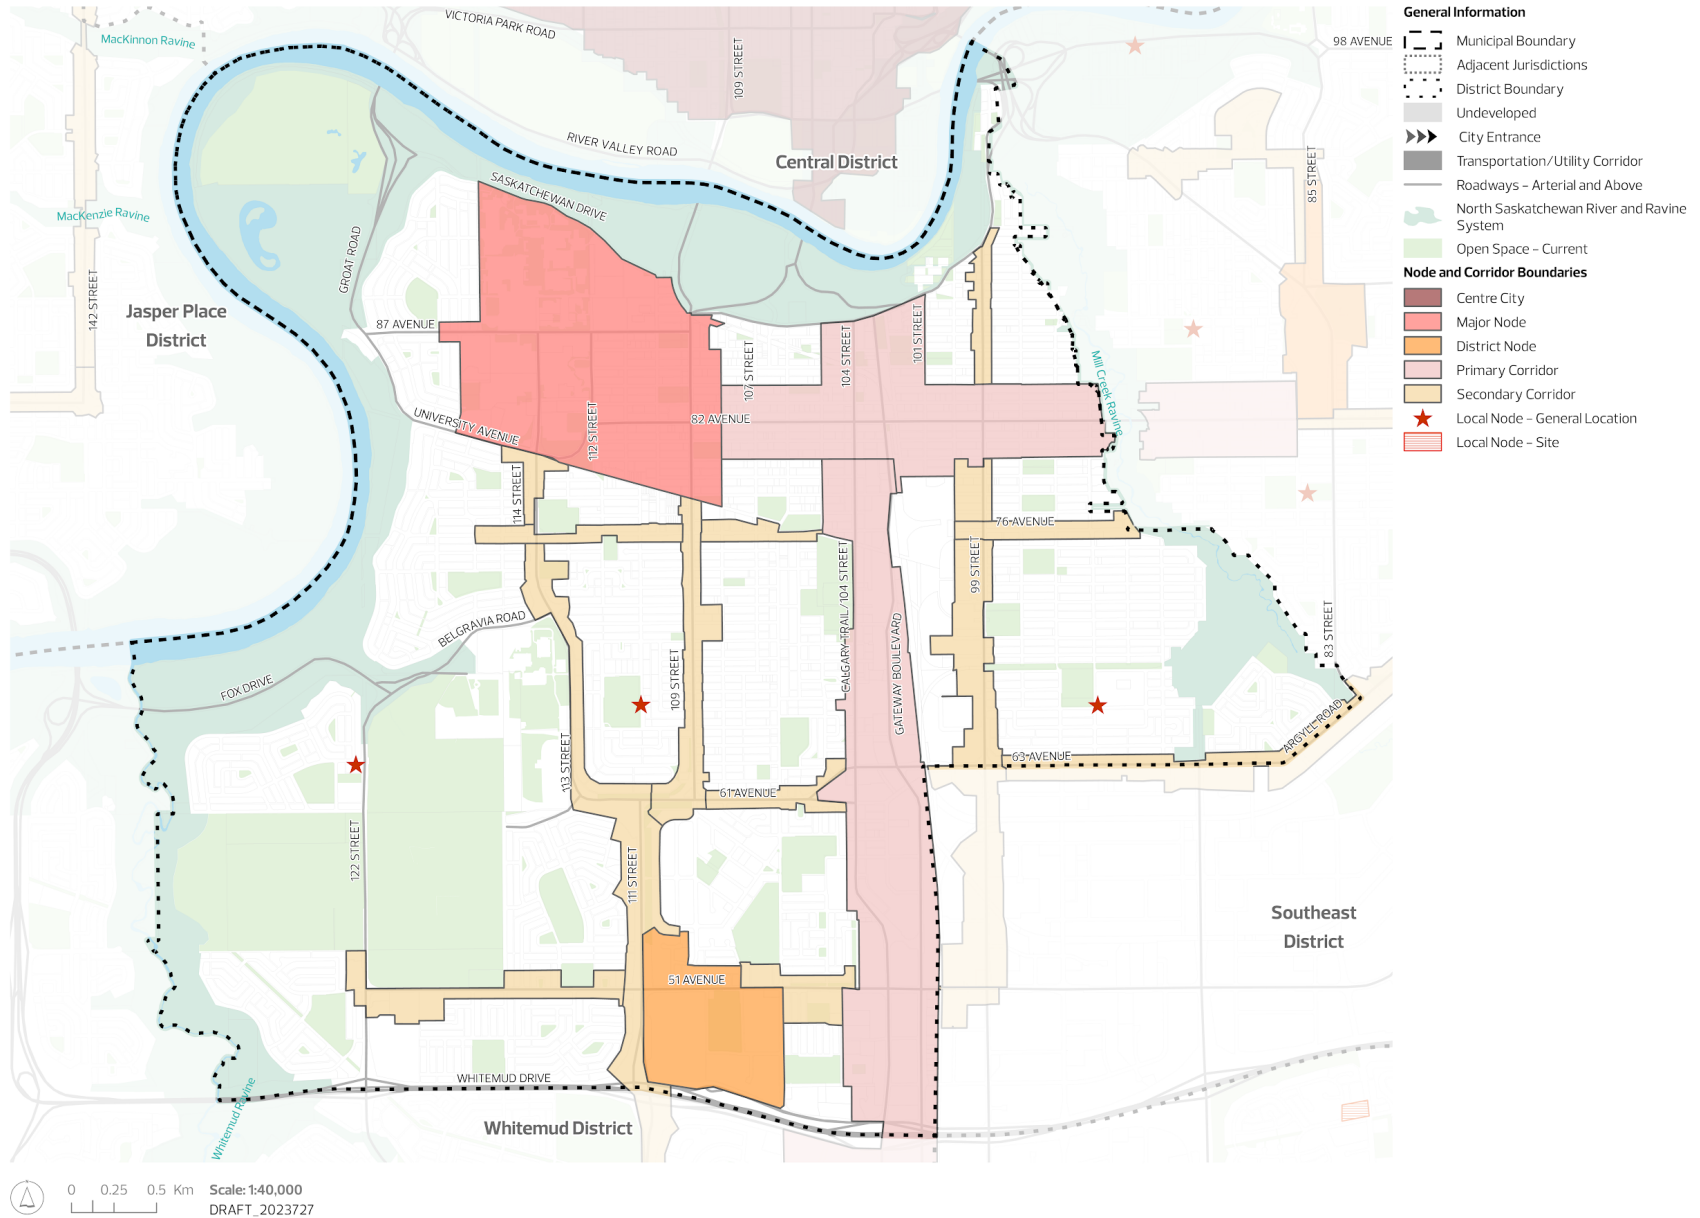 General Information
Municipal Boundary
Adjacent Jurisdictions
District Boundary
Undeveloped
City Entrance
Transportation/Utility Corridor
Roadways – Arterial and Above
North Saskatchewan River and Ravine
System
Open Space – Current
Node and Corridor Boundaries
Centre City
Major Node
District Node
Primary Corridor
Secondary Corridor
Local Node – General Location
Local Node – Site
VICTORIA PARK ROAD
MacKinnon Ravine
109 STREET
98 AVENUE
RIVER VALLEY ROAD
Central District
85 STREET
SASKATCHEWAN DRIVE
MacKenzie Ravine
GROAT ROAD
142 STREET
Jasper Place
District
87 AVENUE
107 STREET
104 STREET
101 STREET
Mill Creek Ravine
UNIVERSITY AVENUE
112 STREET
82 AVENUE
114 STREET
76 AVENUE
99 STREET
CALGARY TRAIL/104 STREET
BELGRAVIA ROAD
GATEWAY BOULEVARD
83 STREET
FOX DRIVE
109 STREET
113 STREET
ARGYLL ROAD
63 AVENUE
61 AVENUE
122 STREET
111 STREET
Southeast
District
51 AVENUE
WHITEMUD DRIVE
Whitemud Ravine
Whitemud District
0 0.25 0.5 Km
Scale: 1:40,000
DRAFT_2023727